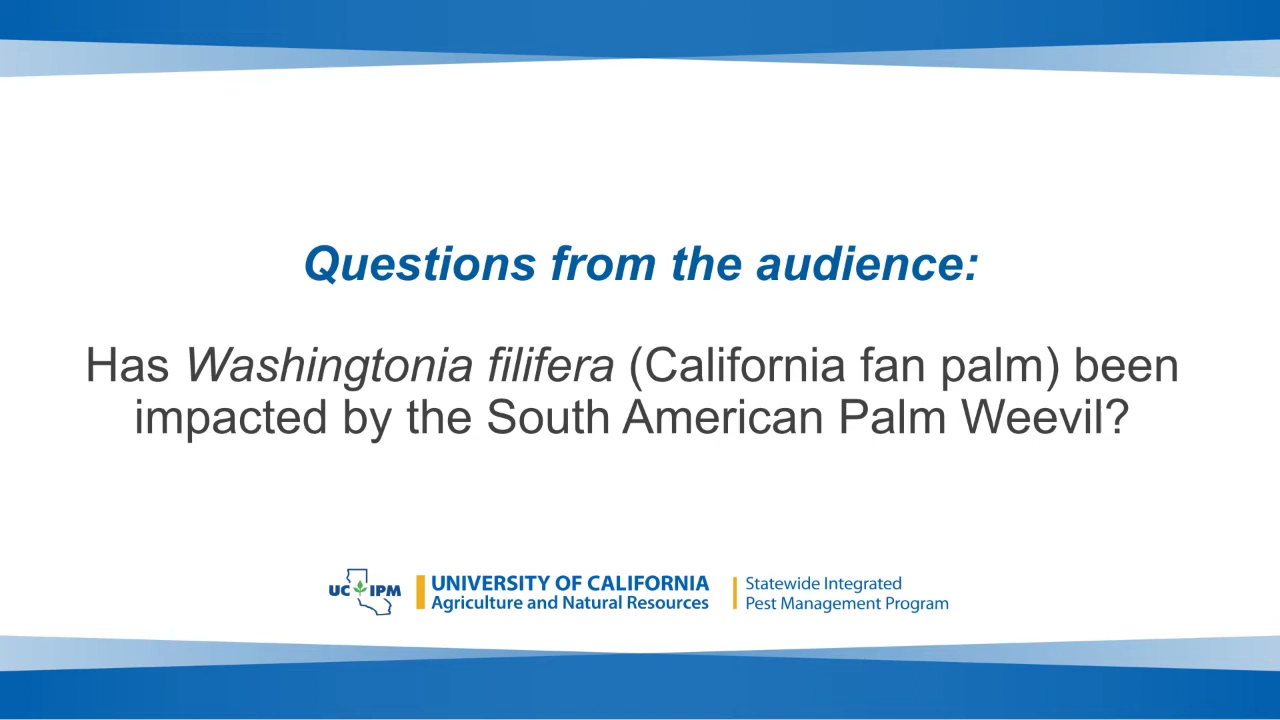 Questions from the audience:
Has Washingtonia filifera (California fan palm) been
impacted by the South American Palm Weevil?
UC IPM
UNIVERSITY OF CALIFORNIA
Agriculture and Natural Resources
Statewide Integrated
Pest Management Program